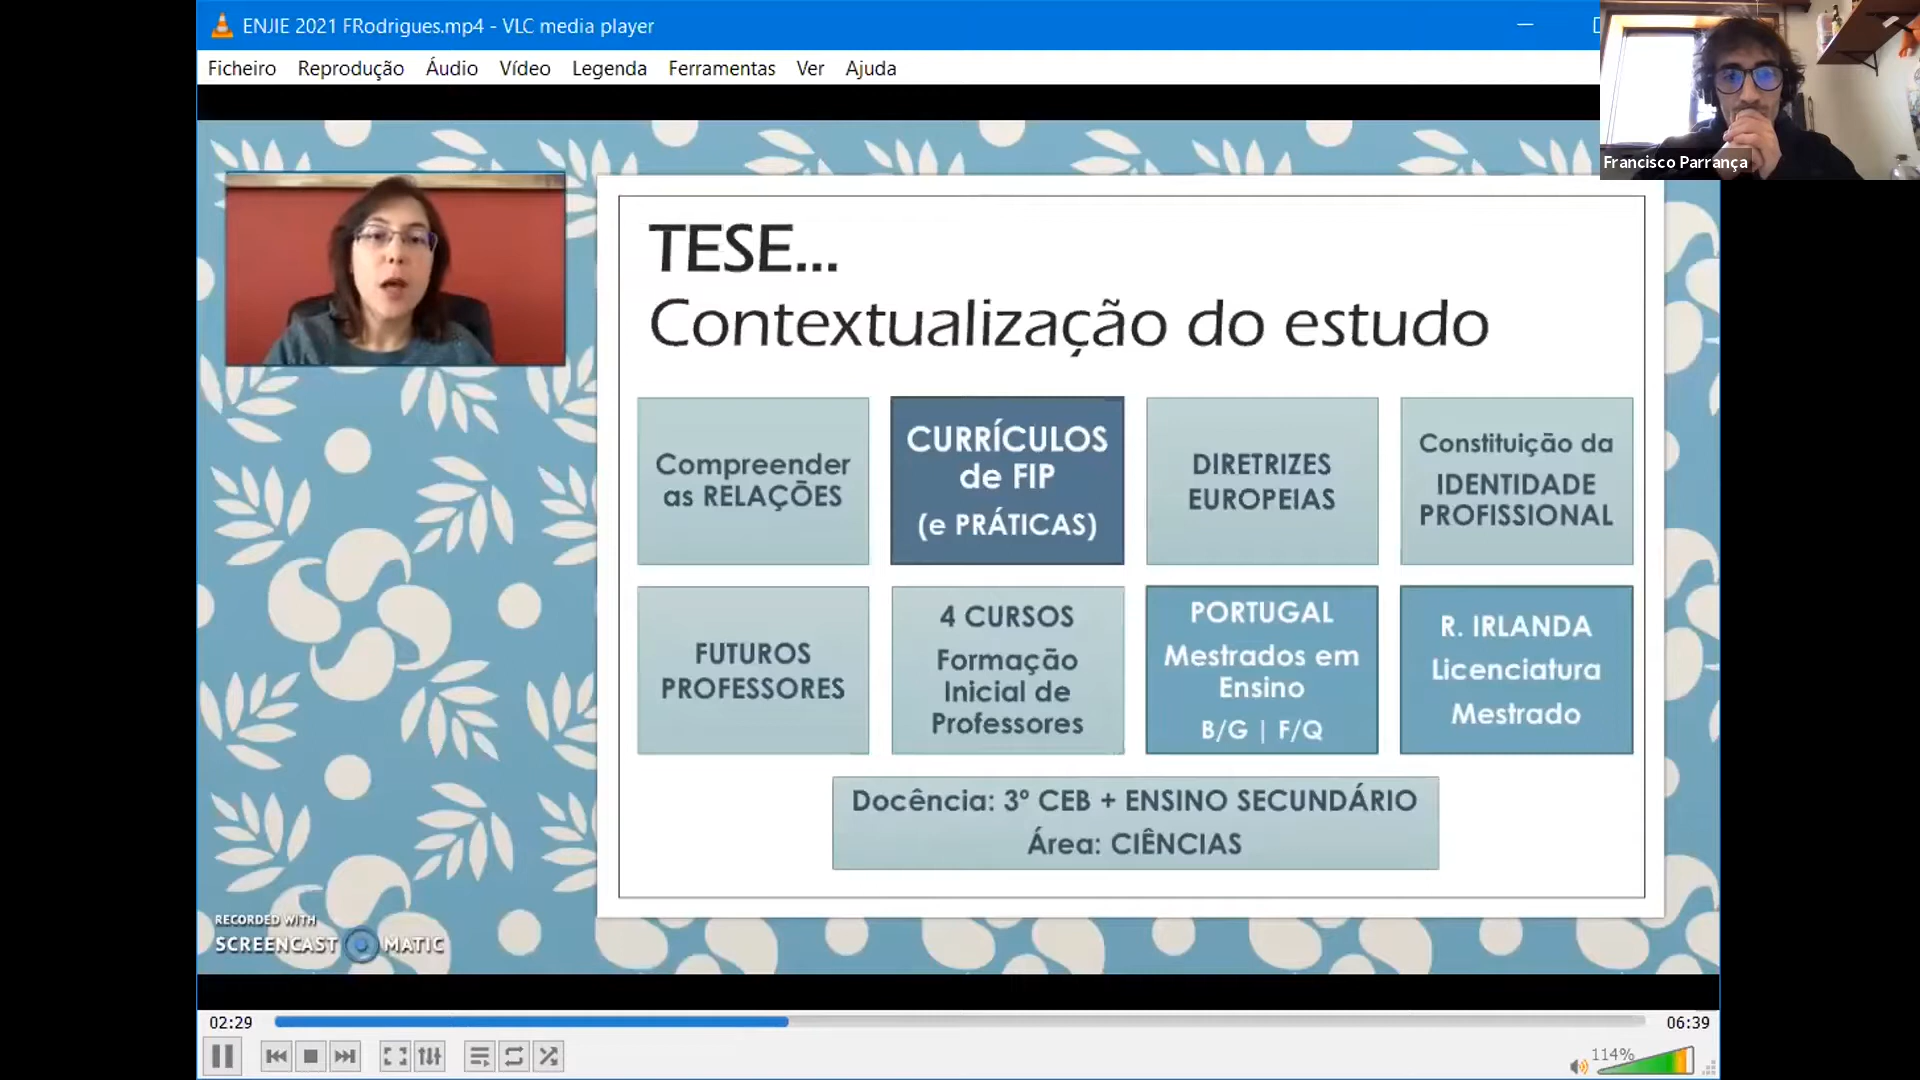 ENJIE 2021 FRodrigues.mp4 - VLC media player
Ficheiro Reprodução Áudio Vídeo Legenda Ferramentas Ver Ajuda
Francisco Parrança
TESE...
Contextualização do estudo
Compreender
as RELAÇÕES
CURRÍCULOS
de FIP
(e PRÁTICAS)
DIRETRIZES
EUROPEIAS
Constituição da
IDENTIDADE
PROFISSIONAL
FUTUROS
PROFESSORES
4 CURSOS
Formação
Inicial de
Professores
PORTUGAL
Mestrados em
Ensino
B/G | F/Q
R. IRLANDA
Licenciatura
Mestrado
Docência: 3º CEB + ENSINO SECUNDÁRIO
Área: CIÊNCIAS
RECORDED WITH
SCREENCAST MATIC
02:29
06:39
114%